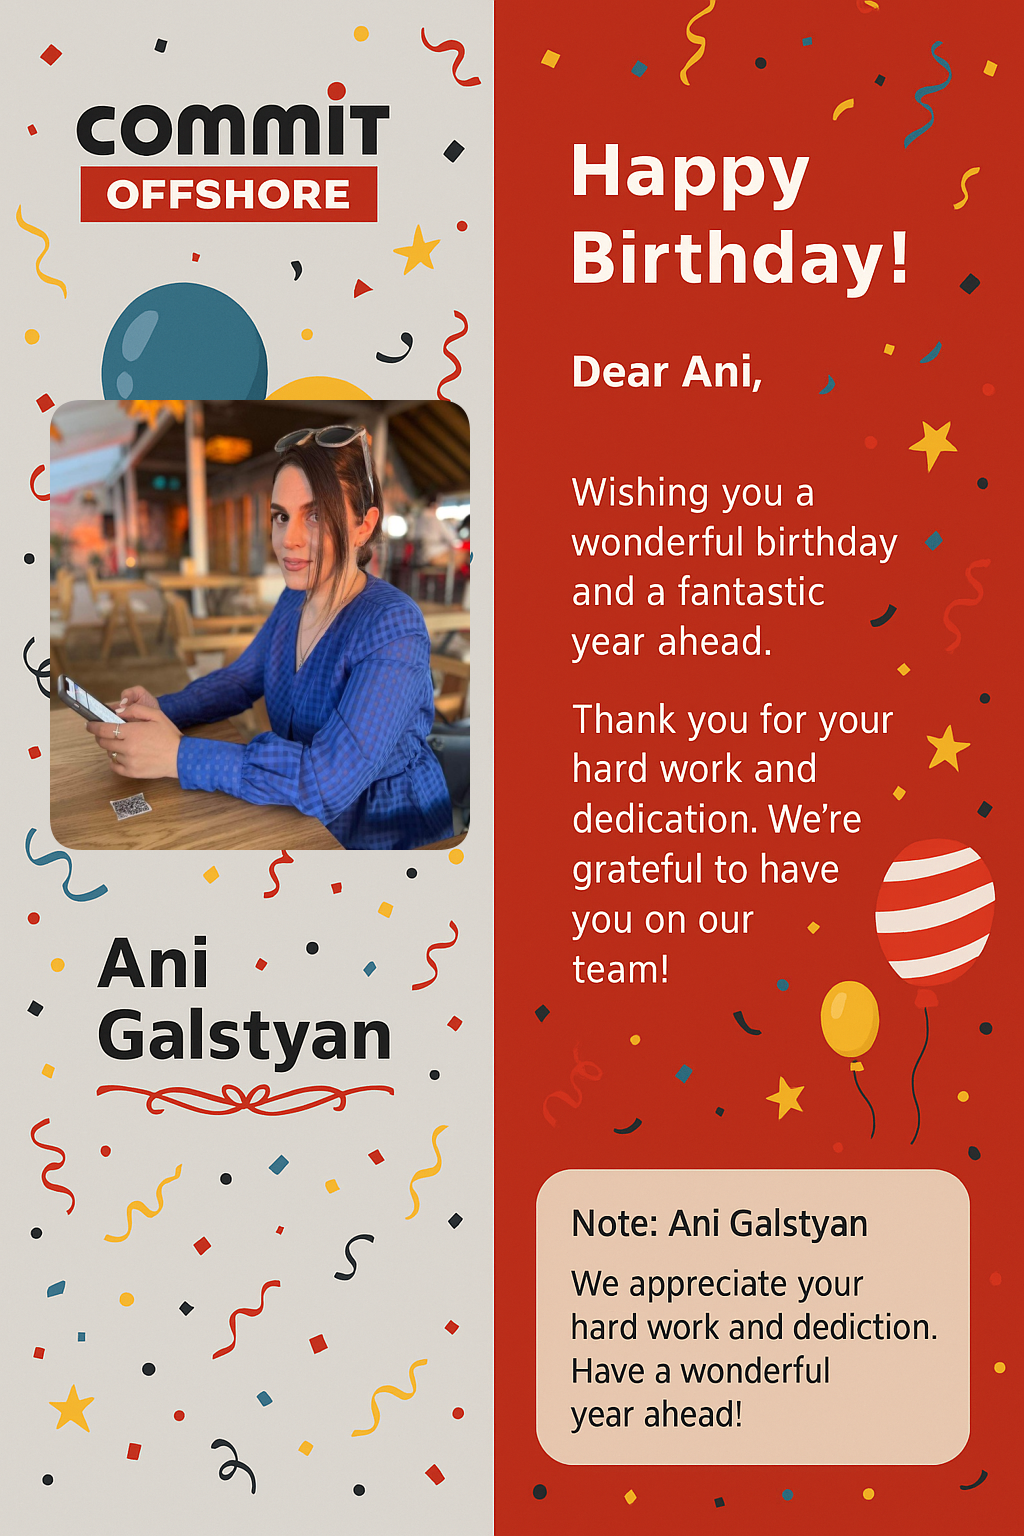 commiT
OFFSHORE
Ani
Galstyan
Happy
Birthday!
Dear Ani,
Wishing you a
wonderful birthday
and a fantastic
year ahead.
Thank you for your
hard work and
dedication. We’re
grateful to have
you on our
team!
Note: Ani Galstyan
We appreciate your
hard work and dediction.
Have a wonderful
year ahead!